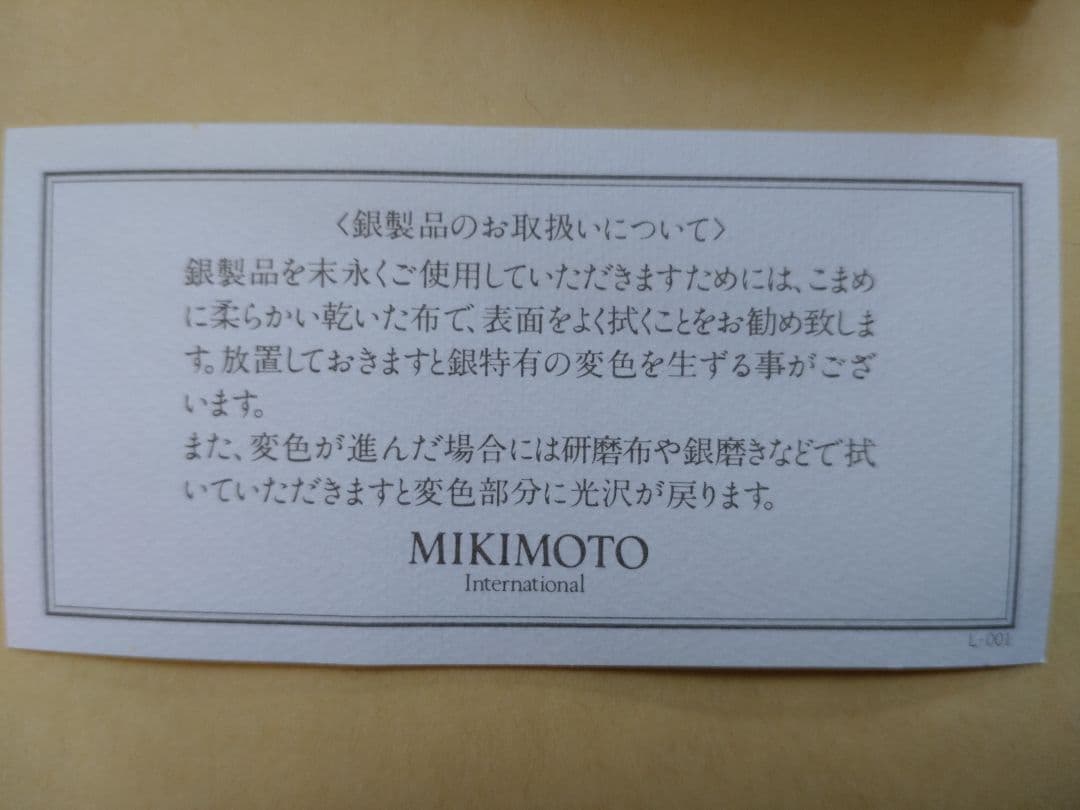 〈銀製品のお取扱いについて〉
銀製品を末永くご使用していただきますためには、こまめ
に柔らかい乾いた布で、表面をよく拭くことをお勧め致しま
す。放置しておきますと銀特有の変色を生ずる事がござ
います。
また、変色が進んだ場合には研磨布や銀磨きなどで拭
いていただきますと変色部分に光沢が戻ります。
MIKIMOTO
International
L-001